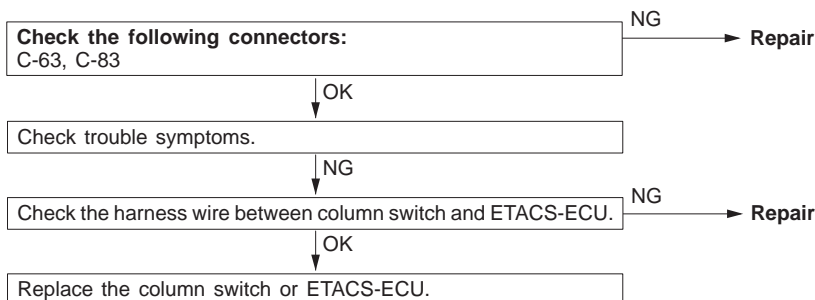 Check the following connectors:
C-63, C-83
NG
Repair
OK
Check trouble symptoms.
NG
Check the harness wire between column switch and ETACS-ECU.
NG
Repair
OK
Replace the column switch or ETACS-ECU.